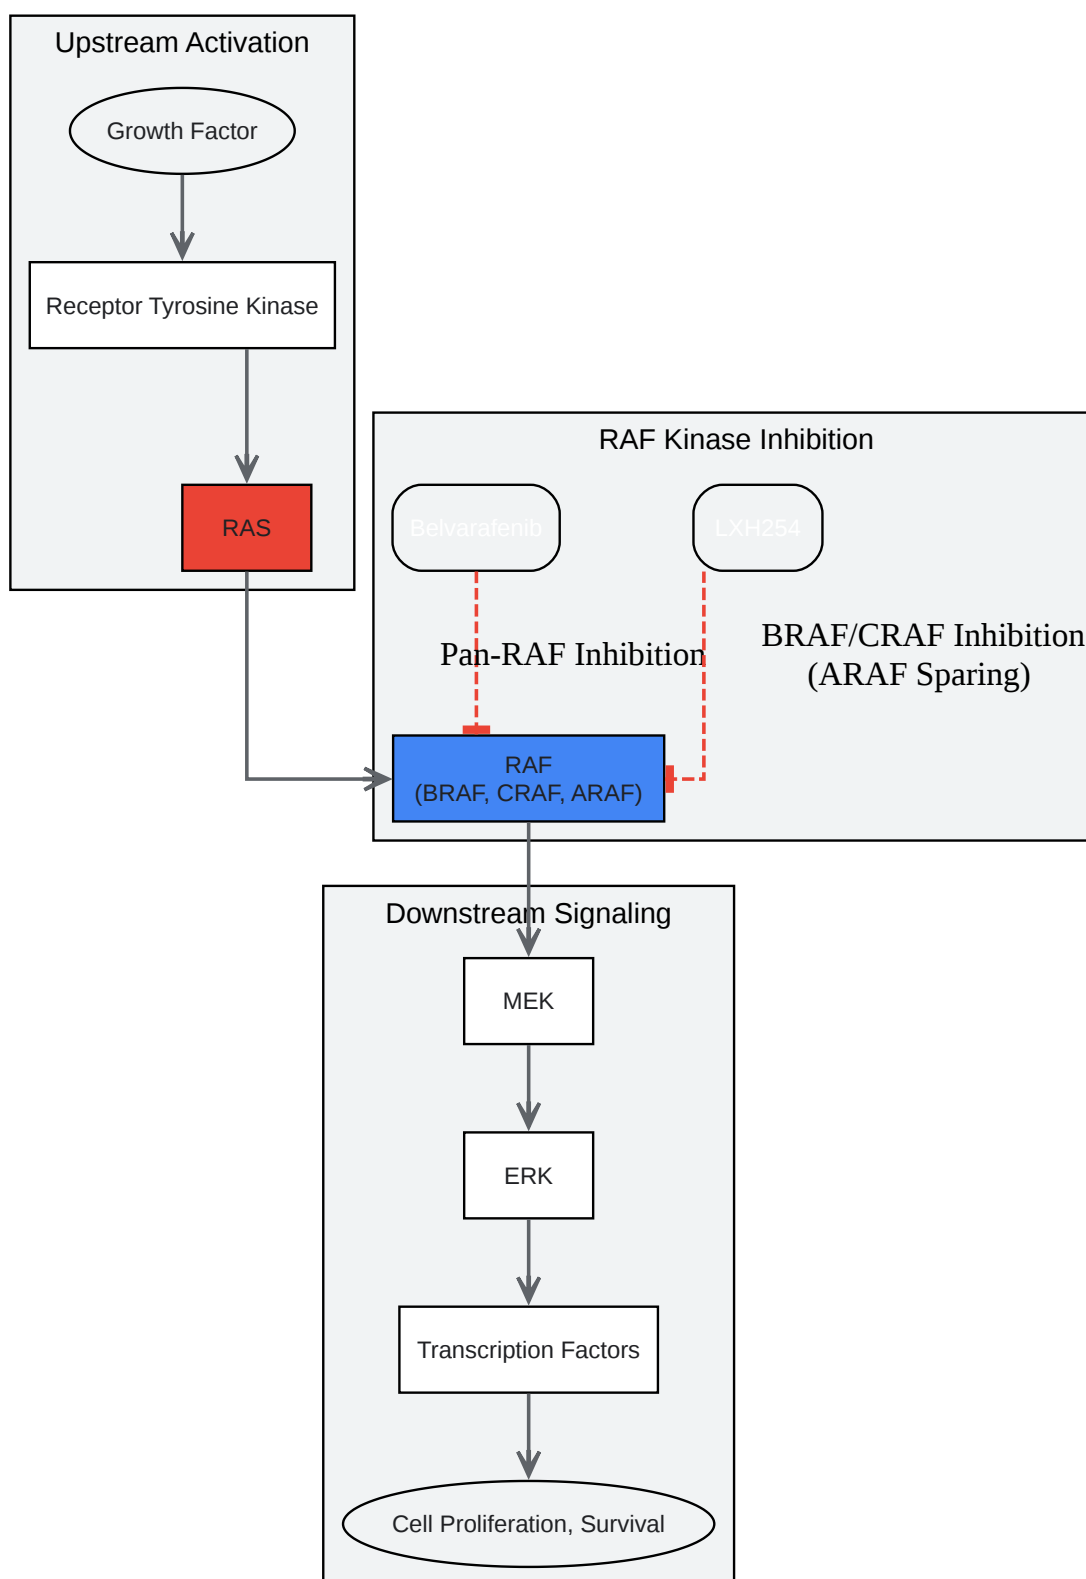 Upstream Activation
Growth Factor
Receptor Tyrosine Kinase
RAS
RAF Kinase Inhibition
Belvarafenib
LXH254
Pan-RAF Inhibition
BRAF/CRAF Inhibition
(ARAF Sparing)
RAF
(BRAF, CRAF, ARAF)
Downstream Signaling
MEK
ERK
Transcription Factors
Cell Proliferation, Survival